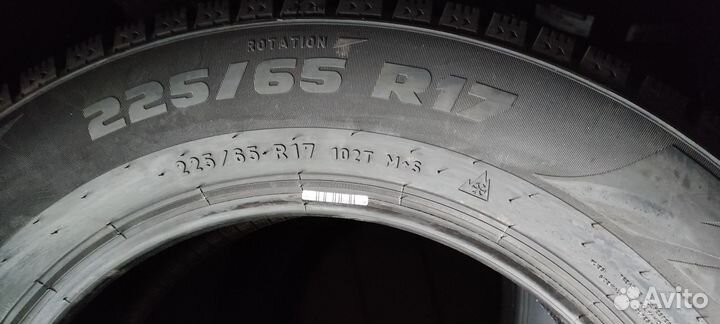 ROTATION
225/65 R17
225/65 R17 102T M+S
Avito